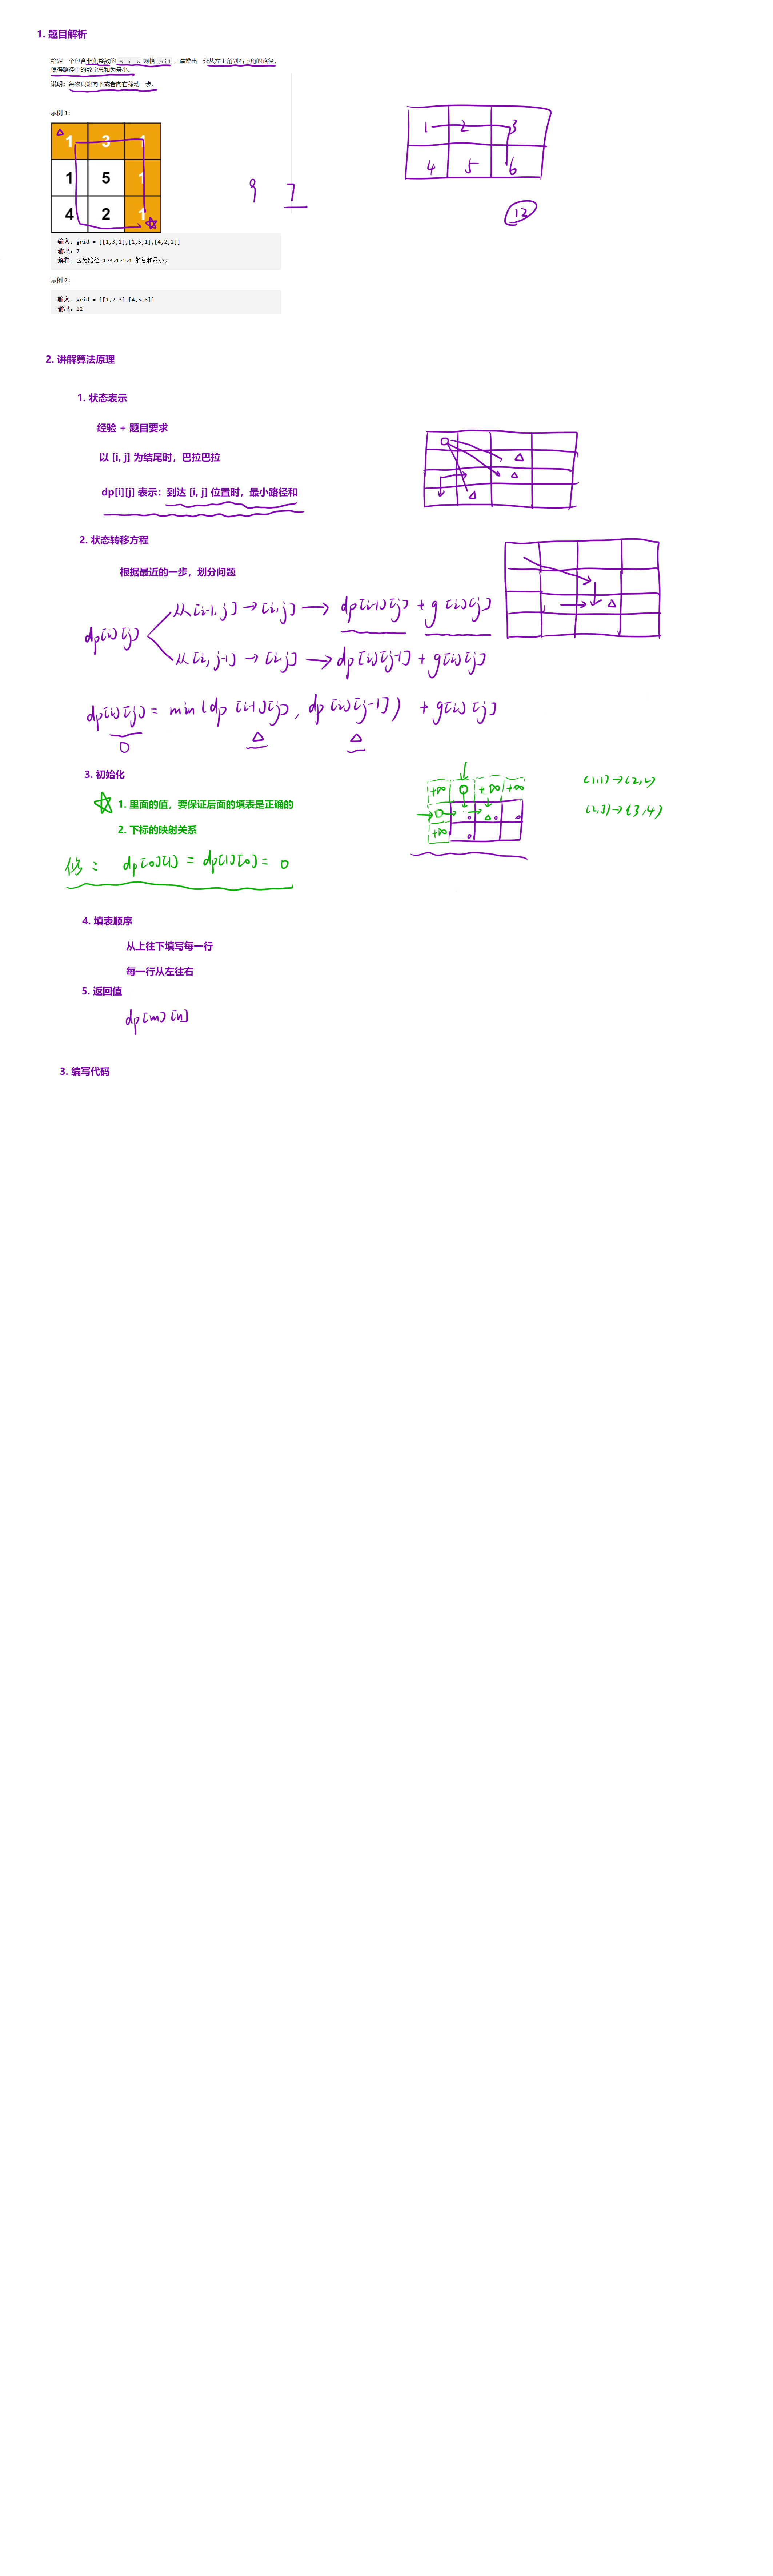 1. 题目解析
给定一个包含非负整数的 m x n 网格 grid ，请找出一条从左上角到右下角的路径，
使得路径上的数字总和为最小。
说明：每次只能向下或者向右移动一步。
示例 1：
1 3 1
1 5 1
4 2 1
9 7
1 2 3
4 5 6
12
输入：grid = [[1,3,1],[1,5,1],[4,2,1]]
输出：7
解释：因为路径 1→3→1→1→1 的总和最小。
示例 2：
输入：grid = [[1,2,3],[4,5,6]]
输出：12
2. 讲解算法原理
1. 状态表示
经验 + 题目要求
以 [i, j] 为结尾时，巴拉巴拉
dp[i][j] 表示：到达 [i, j] 位置时，最小路径和
2. 状态转移方程
根据最近的一步，划分问题
从[i-1, j] → [i, j] → dp[i-1][j] + g[i][j]
dp[i][j]
从[i, j-1] → [i, j] → dp[i][j-1] + g[i][j]
dp[i][j] = min(dp[i-1][j], dp[i][j-1]) + g[i][j]
3. 初始化
1. 里面的值，要保证后面的填表是正确的
2. 下标的映射关系
+∞ 0 +∞ +∞
0
+∞
dp[0][1] = dp[1][0] = 0
4. 填表顺序
从上往下填写每一行
每一行从左往右
5. 返回值
dp[m][n]
3. 编写代码